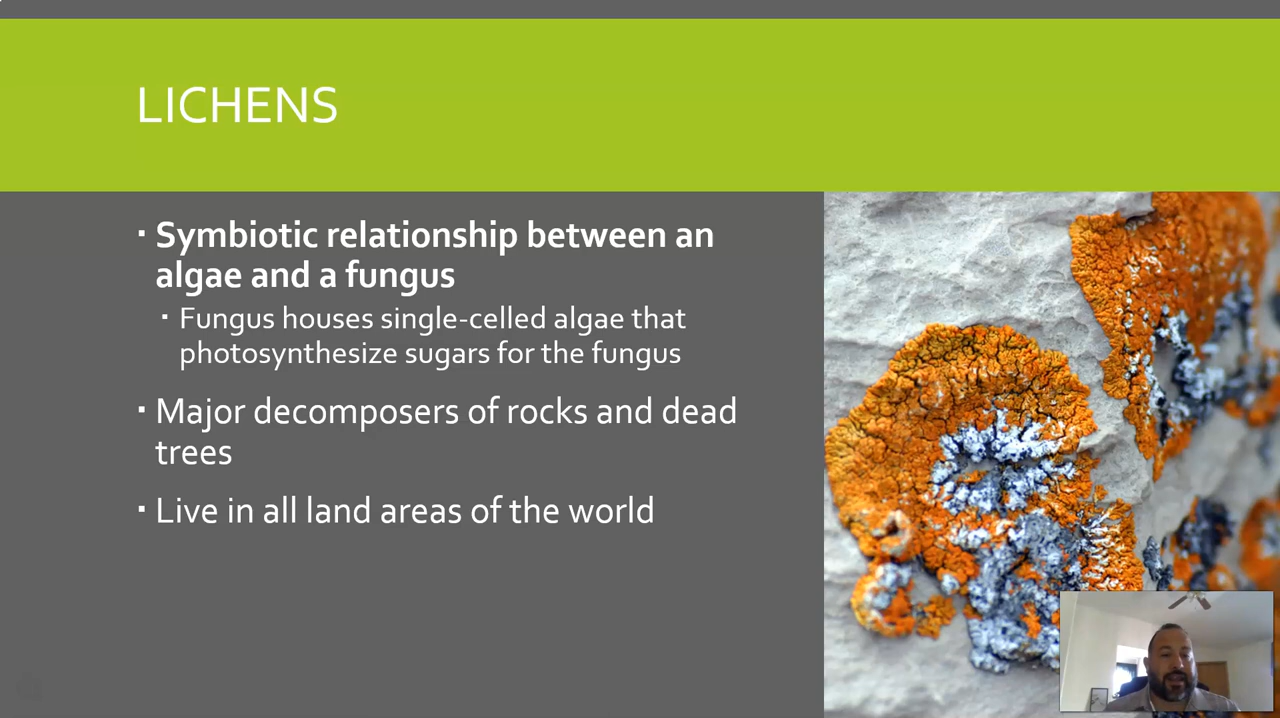 LICHENS
▪ Symbiotic relationship between an
algae and a fungus
▪ Fungus houses single-celled algae that
photosynthesize sugars for the fungus
▪ Major decomposers of rocks and dead
trees
▪ Live in all land areas of the world